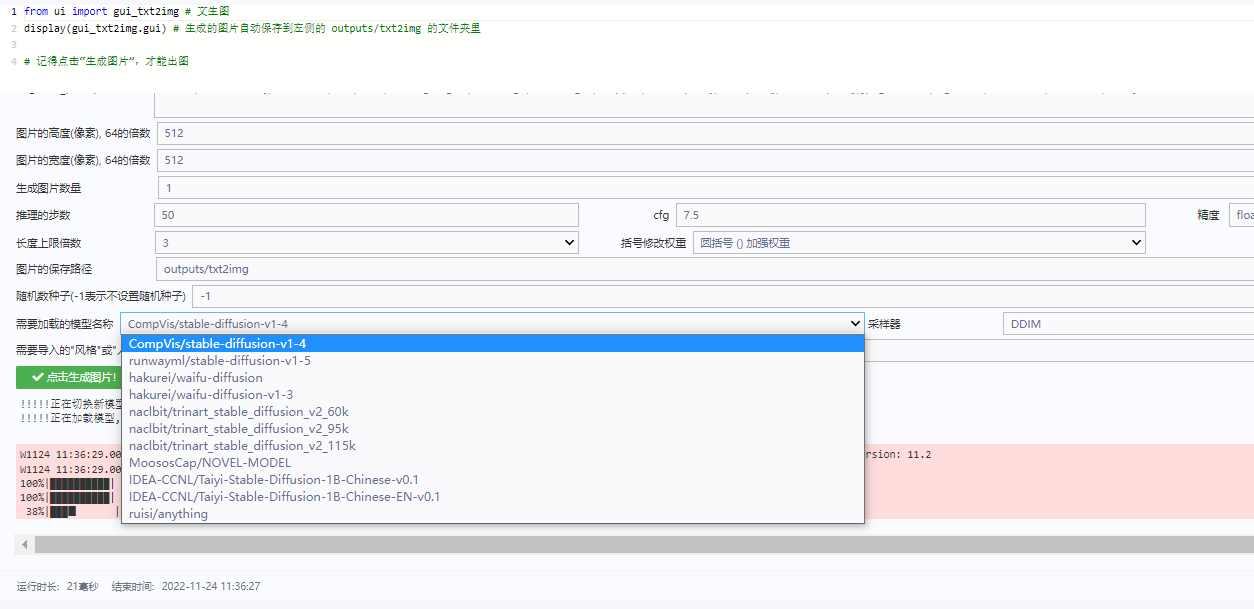 1 from ui import gui_txt2img # 文生图
2 display(gui_txt2img.gui) # 生成的图片自动保存到左侧的 outputs/txt2img 的文件夹里
3
4 # 记得点击“生成图片”，才能出图
图片的高度(像素), 64的倍数 512
图片的宽度(像素), 64的倍数 512
生成图片数量 1
推理的步数 50 cfg 7.5 精度 floa
长度上限倍数 3 括号修改权重 圆括号 () 加强权重
图片的保存路径 outputs/txt2img
随机数种子(-1表示不设置随机种子) -1
需要加载的模型名称 CompVis/stable-diffusion-v1-4 采样器 DDIM
CompVis/stable-diffusion-v1-4
需要导入的"风格"或"
runwayml/stable-diffusion-v1-5
hakurei/waifu-diffusion
点击生成图片!
hakurei/waifu-diffusion-v1-3
!!!!!正在切换新模型
naclbit/trinart_stable_diffusion_v2_60k
!!!!!正在加载模型,
naclbit/trinart_stable_diffusion_v2_95k
naclbit/trinart_stable_diffusion_v2_115k
W1124 11:36:29.00 rsion: 11.2
MoososCap/NOVEL-MODEL
W1124 11:36:29.00
IDEA-CCNL/Taiyi-Stable-Diffusion-1B-Chinese-v0.1
100%
IDEA-CCNL/Taiyi-Stable-Diffusion-1B-Chinese-EN-v0.1
100%
ruisi/anything
38%
运行时长: 21毫秒 结束时间: 2022-11-24 11:36:27